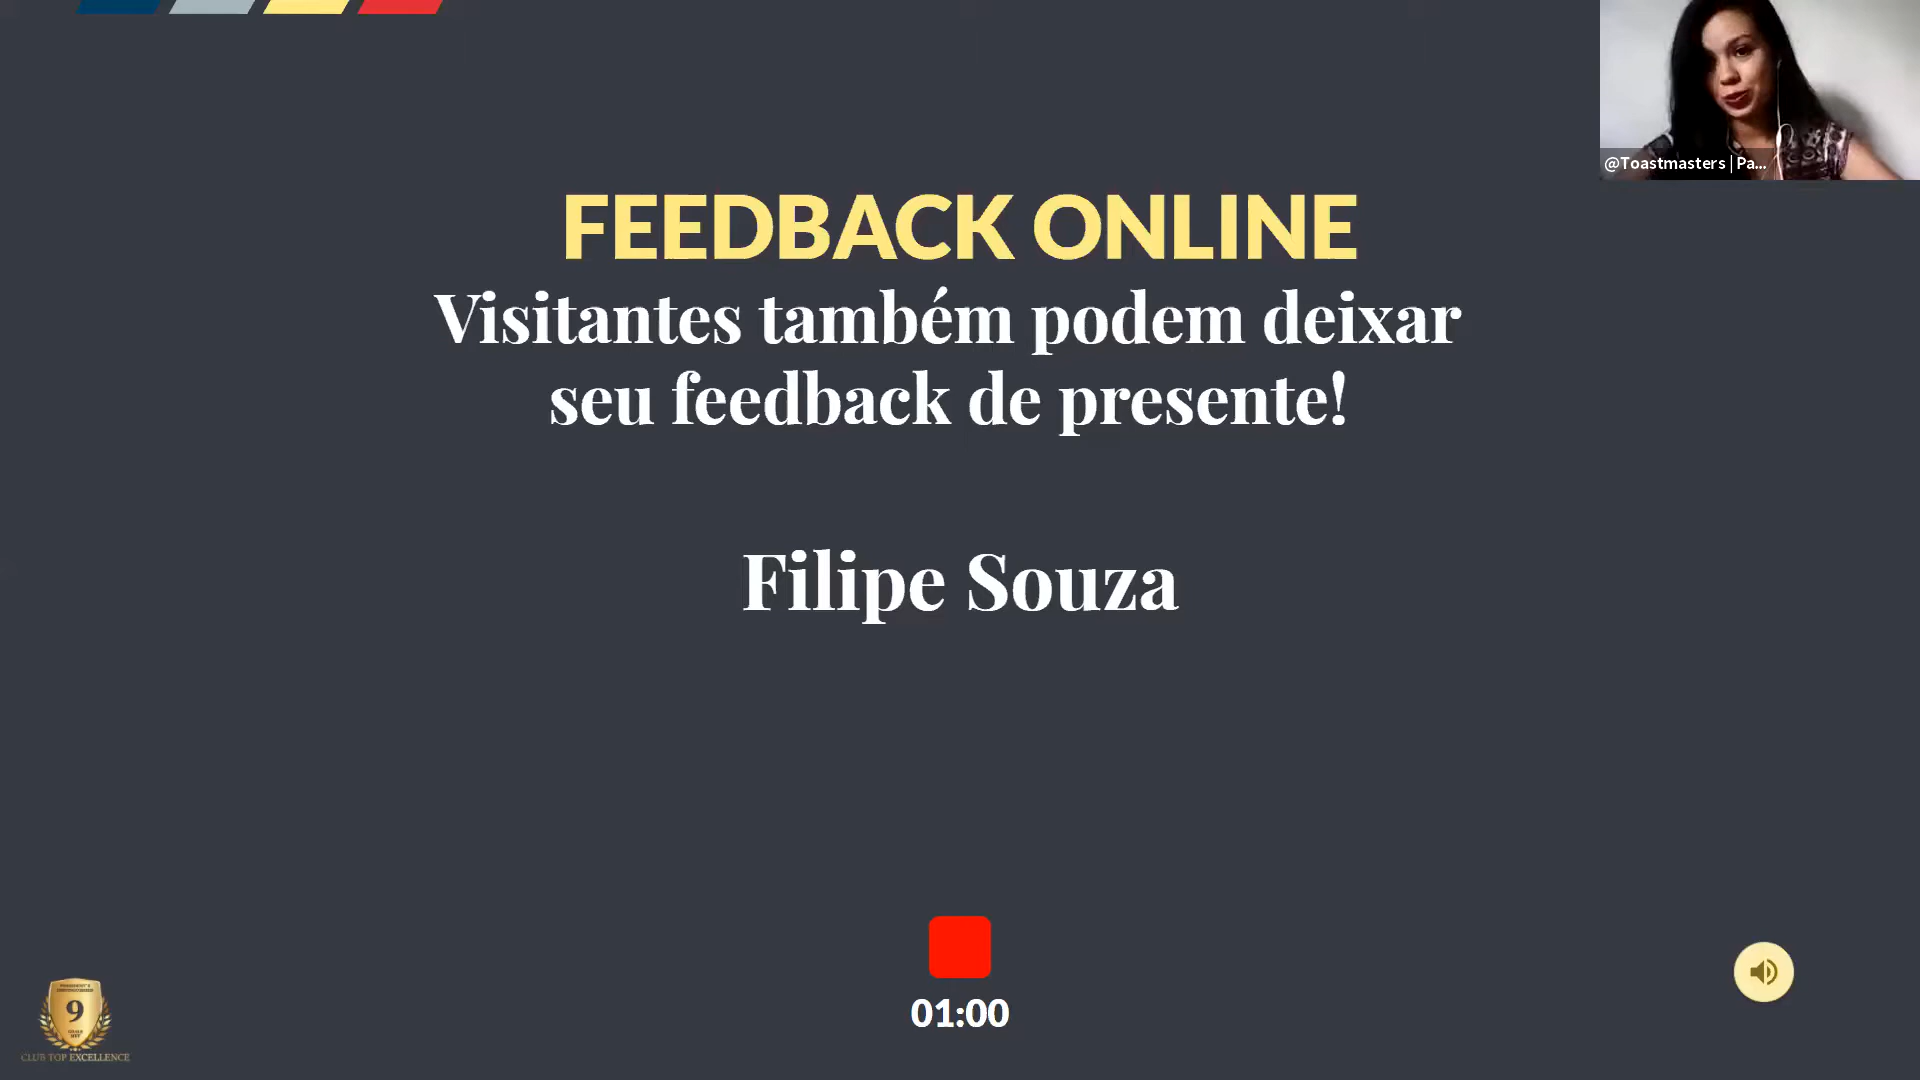 @Toastmasters | Pa...
FEEDBACK ONLINE
Visitantes também podem deixar
seu feedback de presente!
Filipe Souza
01:00
9
CLUB TOP EXCELLENCE